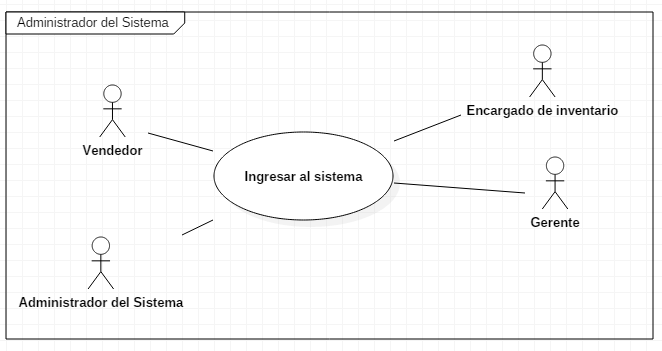 Administrador del Sistema
Encargado de inventario
Vendedor
Ingresar al sistema
Gerente
Administrador del Sistema